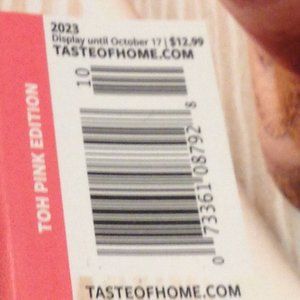 2023
Display until October 17 | $12.99
TASTEOFHOME.COM
10
0 73361 08792 8
TASTEOFHOME.COM
TOH PINK EDITION